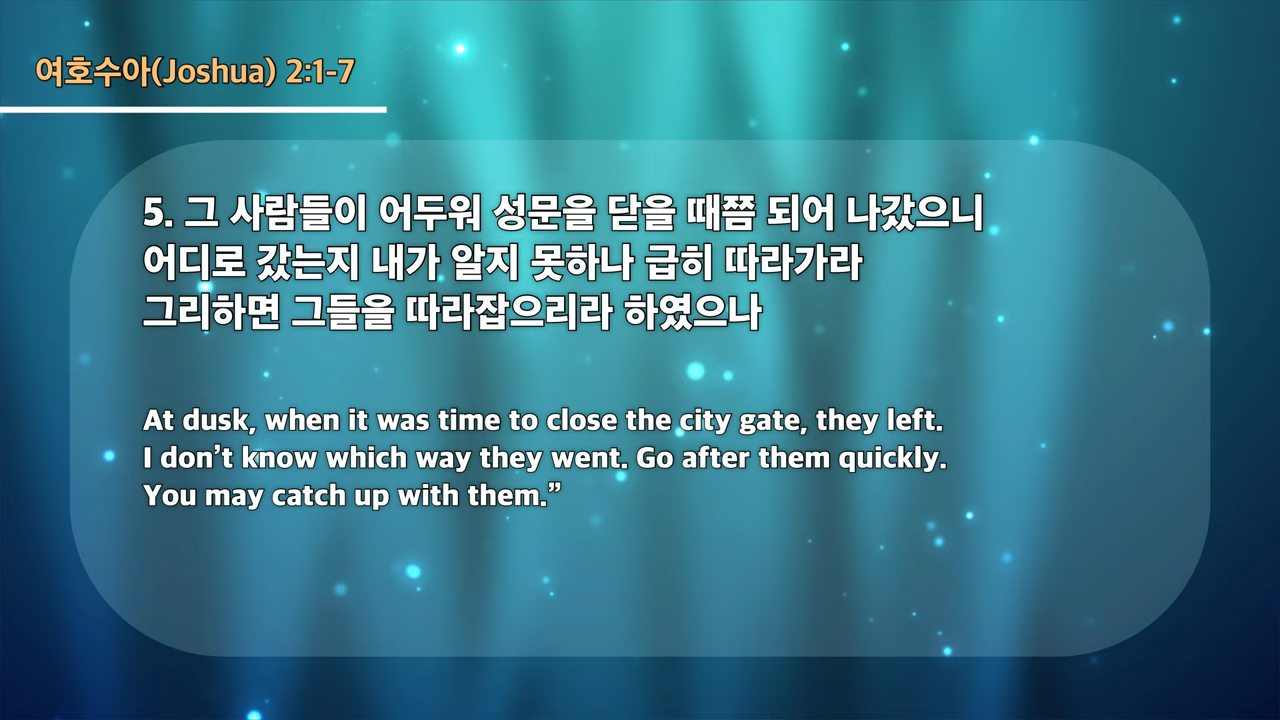 여호수아(Joshua) 2:1-7
5. 그 사람들이 어두워 성문을 닫을 때쯤 되어 나갔으니
어디로 갔는지 내가 알지 못하나 급히 따라가라
그리하면 그들을 따라잡으리라 하였으나
At dusk, when it was time to close the city gate, they left.
I don’t know which way they went. Go after them quickly.
You may catch up with them.”